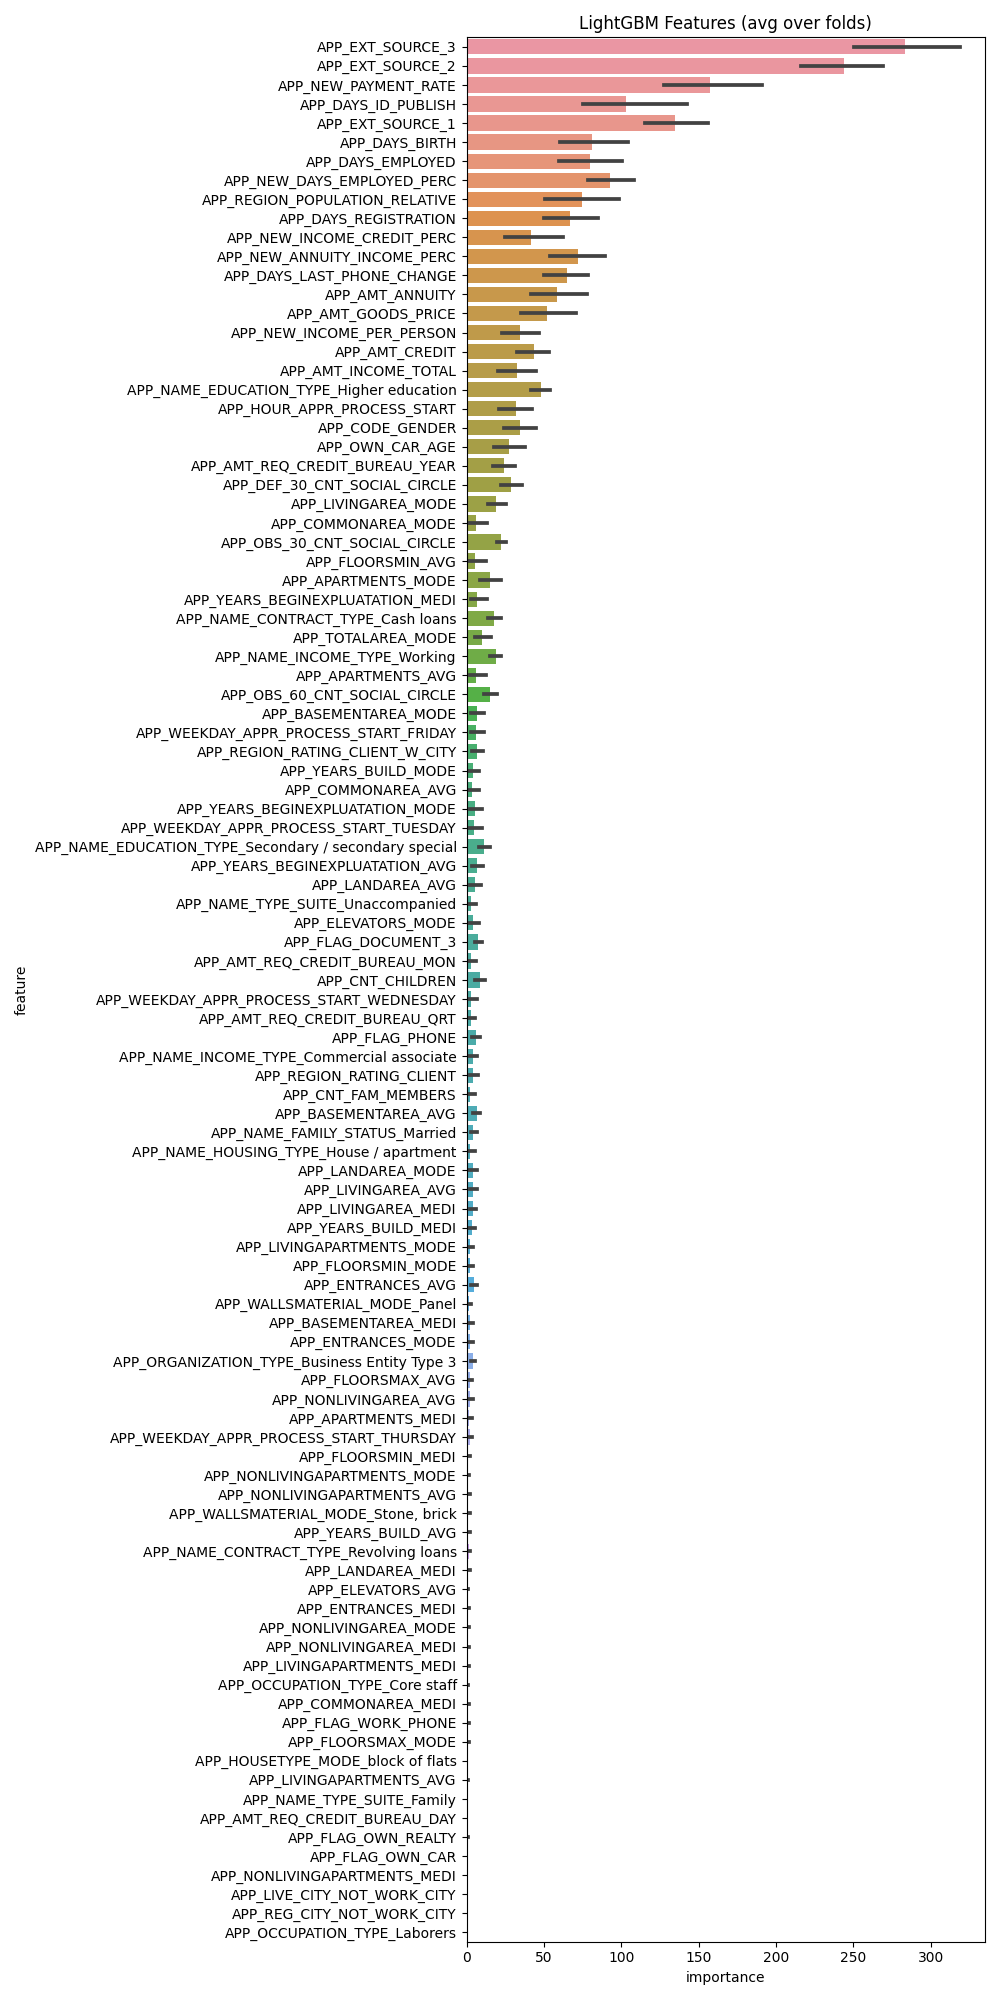 LightGBM Features (avg over folds)
APP_EXT_SOURCE_3
APP_EXT_SOURCE_2
APP_NEW_PAYMENT_RATE
APP_DAYS_ID_PUBLISH
APP_EXT_SOURCE_1
APP_DAYS_BIRTH
APP_DAYS_EMPLOYED
APP_NEW_DAYS_EMPLOYED_PERC
APP_REGION_POPULATION_RELATIVE
APP_DAYS_REGISTRATION
APP_NEW_INCOME_CREDIT_PERC
APP_NEW_ANNUITY_INCOME_PERC
APP_DAYS_LAST_PHONE_CHANGE
APP_AMT_ANNUITY
APP_AMT_GOODS_PRICE
APP_NEW_INCOME_PER_PERSON
APP_AMT_CREDIT
APP_AMT_INCOME_TOTAL
APP_NAME_EDUCATION_TYPE_Higher education
APP_HOUR_APPR_PROCESS_START
APP_CODE_GENDER
APP_OWN_CAR_AGE
APP_AMT_REQ_CREDIT_BUREAU_YEAR
APP_DEF_30_CNT_SOCIAL_CIRCLE
APP_LIVINGAREA_MODE
APP_COMMONAREA_MODE
APP_OBS_30_CNT_SOCIAL_CIRCLE
APP_FLOORSMIN_AVG
APP_APARTMENTS_MODE
APP_YEARS_BEGINEXPLUATATION_MEDI
APP_NAME_CONTRACT_TYPE_Cash loans
APP_TOTALAREA_MODE
APP_NAME_INCOME_TYPE_Working
APP_APARTMENTS_AVG
APP_OBS_60_CNT_SOCIAL_CIRCLE
APP_BASEMENTAREA_MODE
APP_WEEKDAY_APPR_PROCESS_START_FRIDAY
APP_REGION_RATING_CLIENT_W_CITY
APP_YEARS_BUILD_MODE
APP_COMMONAREA_AVG
APP_YEARS_BEGINEXPLUATATION_MODE
APP_WEEKDAY_APPR_PROCESS_START_TUESDAY
APP_NAME_EDUCATION_TYPE_Secondary / secondary special
APP_YEARS_BEGINEXPLUATATION_AVG
APP_LANDAREA_AVG
APP_NAME_TYPE_SUITE_Unaccompanied
APP_ELEVATORS_MODE
APP_FLAG_DOCUMENT_3
APP_AMT_REQ_CREDIT_BUREAU_MON
APP_CNT_CHILDREN
APP_WEEKDAY_APPR_PROCESS_START_WEDNESDAY
APP_AMT_REQ_CREDIT_BUREAU_QRT
APP_FLAG_PHONE
APP_NAME_INCOME_TYPE_Commercial associate
APP_REGION_RATING_CLIENT
APP_CNT_FAM_MEMBERS
APP_BASEMENTAREA_AVG
APP_NAME_FAMILY_STATUS_Married
APP_NAME_HOUSING_TYPE_House / apartment
APP_LANDAREA_MODE
APP_LIVINGAREA_AVG
APP_LIVINGAREA_MEDI
APP_YEARS_BUILD_MEDI
APP_LIVINGAPARTMENTS_MODE
APP_FLOORSMIN_MODE
APP_ENTRANCES_AVG
APP_WALLSMATERIAL_MODE_Panel
APP_BASEMENTAREA_MEDI
APP_ENTRANCES_MODE
APP_ORGANIZATION_TYPE_Business Entity Type 3
APP_FLOORSMAX_AVG
APP_NONLIVINGAREA_AVG
APP_APARTMENTS_MEDI
APP_WEEKDAY_APPR_PROCESS_START_THURSDAY
APP_FLOORSMIN_MEDI
APP_NONLIVINGAPARTMENTS_MODE
APP_NONLIVINGAPARTMENTS_AVG
APP_WALLSMATERIAL_MODE_Stone, brick
APP_YEARS_BUILD_AVG
APP_NAME_CONTRACT_TYPE_Revolving loans
APP_LANDAREA_MEDI
APP_ELEVATORS_AVG
APP_ENTRANCES_MEDI
APP_NONLIVINGAREA_MODE
APP_NONLIVINGAREA_MEDI
APP_LIVINGAPARTMENTS_MEDI
APP_OCCUPATION_TYPE_Core staff
APP_COMMONAREA_MEDI
APP_FLAG_WORK_PHONE
APP_FLOORSMAX_MODE
APP_HOUSETYPE_MODE_block of flats
APP_LIVINGAPARTMENTS_AVG
APP_NAME_TYPE_SUITE_Family
APP_AMT_REQ_CREDIT_BUREAU_DAY
APP_FLAG_OWN_REALTY
APP_FLAG_OWN_CAR
APP_NONLIVINGAPARTMENTS_MEDI
APP_LIVE_CITY_NOT_WORK_CITY
APP_REG_CITY_NOT_WORK_CITY
APP_OCCUPATION_TYPE_Laborers
feature
0 50 100 150 200 250 300
importance